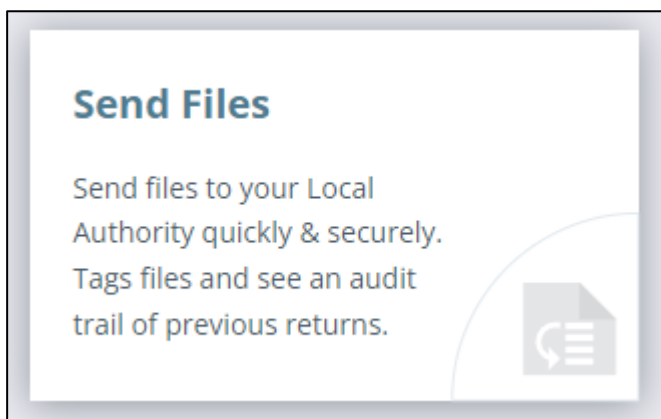 Send Files
Send files to your Local
Authority quickly & securely.
Tags files and see an audit
trail of previous returns.